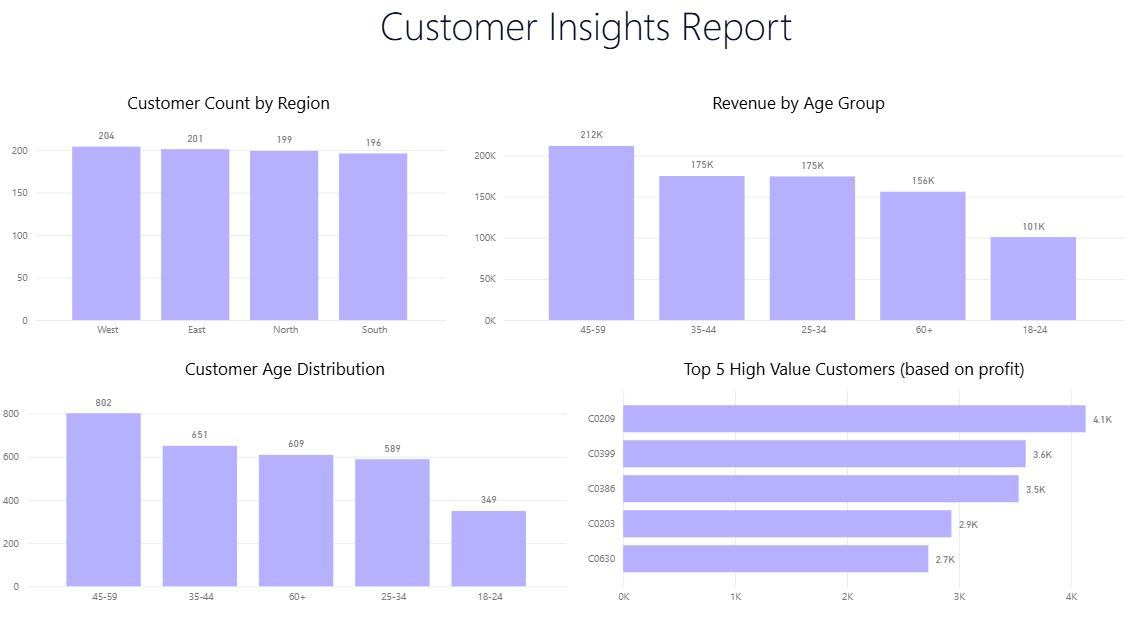 Customer Insights Report
Customer Count by Region
204
201
199
196
200
150
100
50
0
West
East
North
South
Revenue by Age Group
212K
175K
175K
156K
101K
200K
150K
100K
50K
0K
45-59
35-44
25-34
60+
18-24
Customer Age Distribution
802
651
609
589
349
800
600
400
200
0
45-59
35-44
60+
25-34
18-24
Top 5 High Value Customers (based on profit)
C0209 4.1K
C0399 3.6K
C0386 3.5K
C0203 2.9K
C0630 2.7K
0K 1K 2K 3K 4K